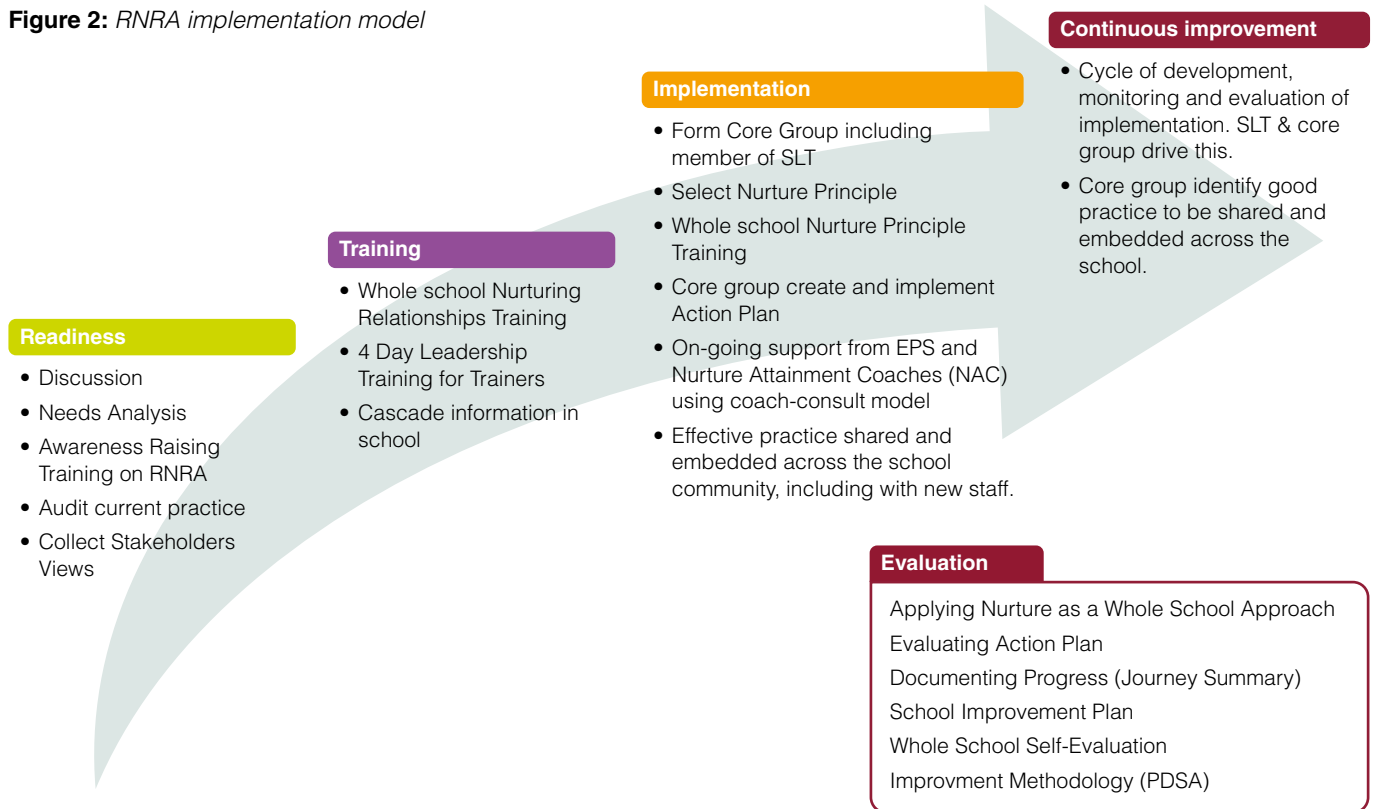 Figure 2: RNRA implementation model
Readiness
• Discussion
• Needs Analysis
• Awareness Raising
Training on RNRA
• Audit current practice
• Collect Stakeholders
Views
Training
• Whole school Nurturing
Relationships Training
• 4 Day Leadership
Training for Trainers
• Cascade information in
school
Implementation
• Form Core Group including
member of SLT
• Select Nurture Principle
• Whole school Nurture Principle
Training
• Core group create and implement
Action Plan
• On-going support from EPS and
Nurture Attainment Coaches (NAC)
using coach-consult model
• Effective practice shared and
embedded across the school
community, including with new staff.
Continuous improvement
• Cycle of development,
monitoring and evaluation of
implementation. SLT & core
group drive this.
• Core group identify good
practice to be shared and
embedded across the
school.
Evaluation
Applying Nurture as a Whole School Approach
Evaluating Action Plan
Documenting Progress (Journey Summary)
School Improvement Plan
Whole School Self-Evaluation
Improvment Methodology (PDSA)